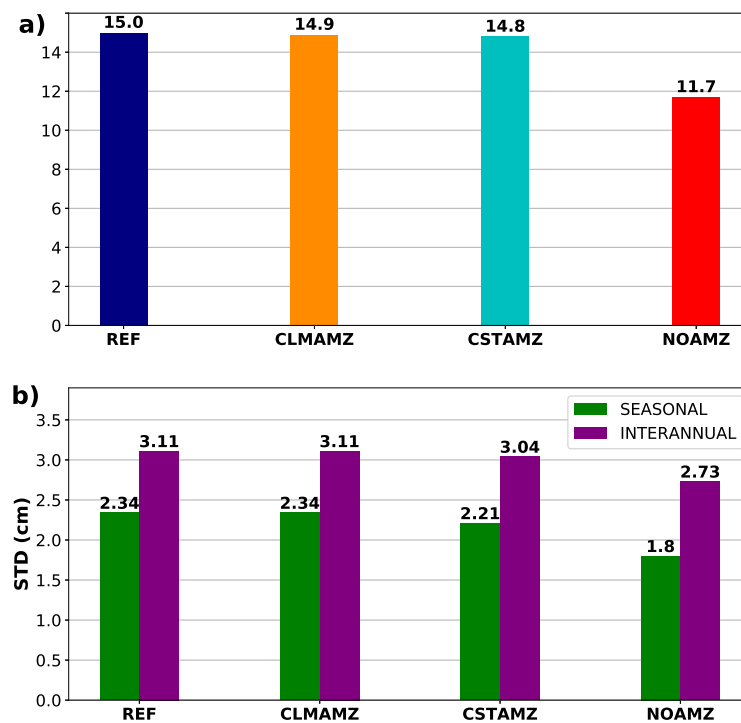 a)
15.0 14.9 14.8 11.7
14
12
10
8
6
4
2
0
REF CLMAMZ CSTAMZ NOAMZ
b)
SEASONAL
INTERANNUAL
STD (cm)
3.11 3.11 3.04 2.73
2.34 2.34 2.21 1.8
3.5
3.0
2.5
2.0
1.5
1.0
0.5
0.0
REF CLMAMZ CSTAMZ NOAMZ